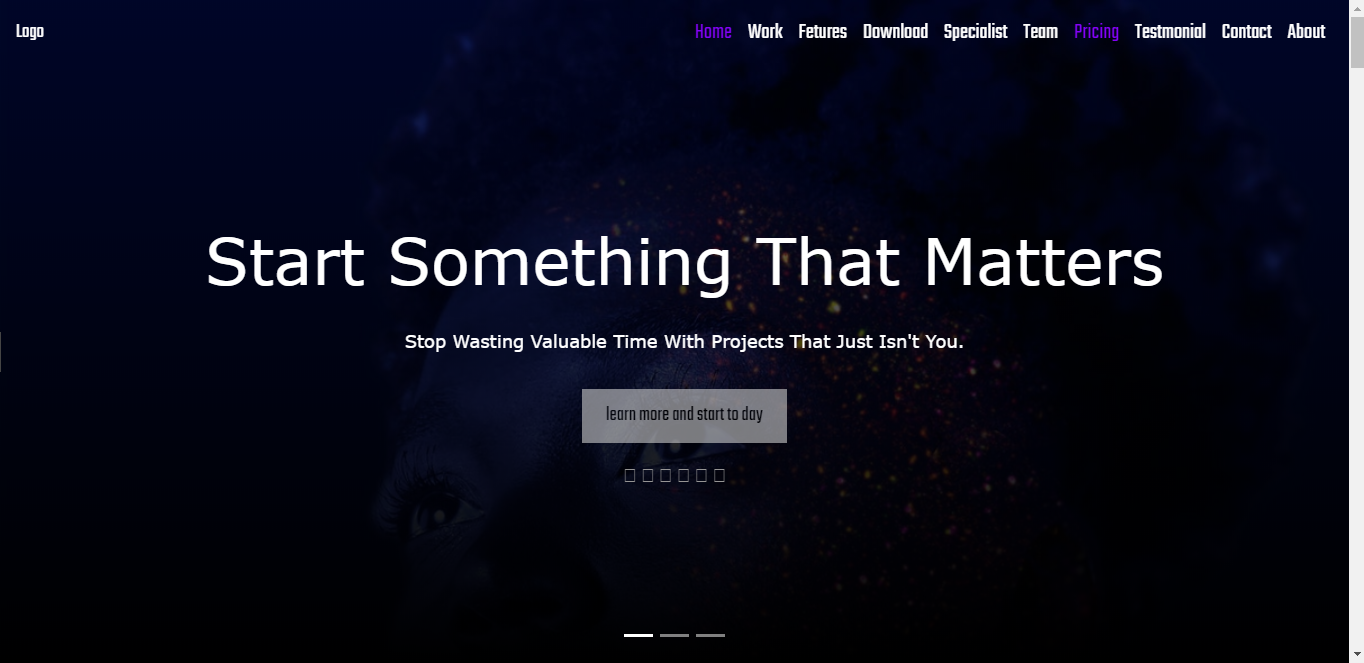 Logo
Home Work Fetures Download Specialist Team Pricing Testmonial Contact About
Start Something That Matters
Stop Wasting Valuable Time With Projects That Just Isn't You.
learn more and start to day